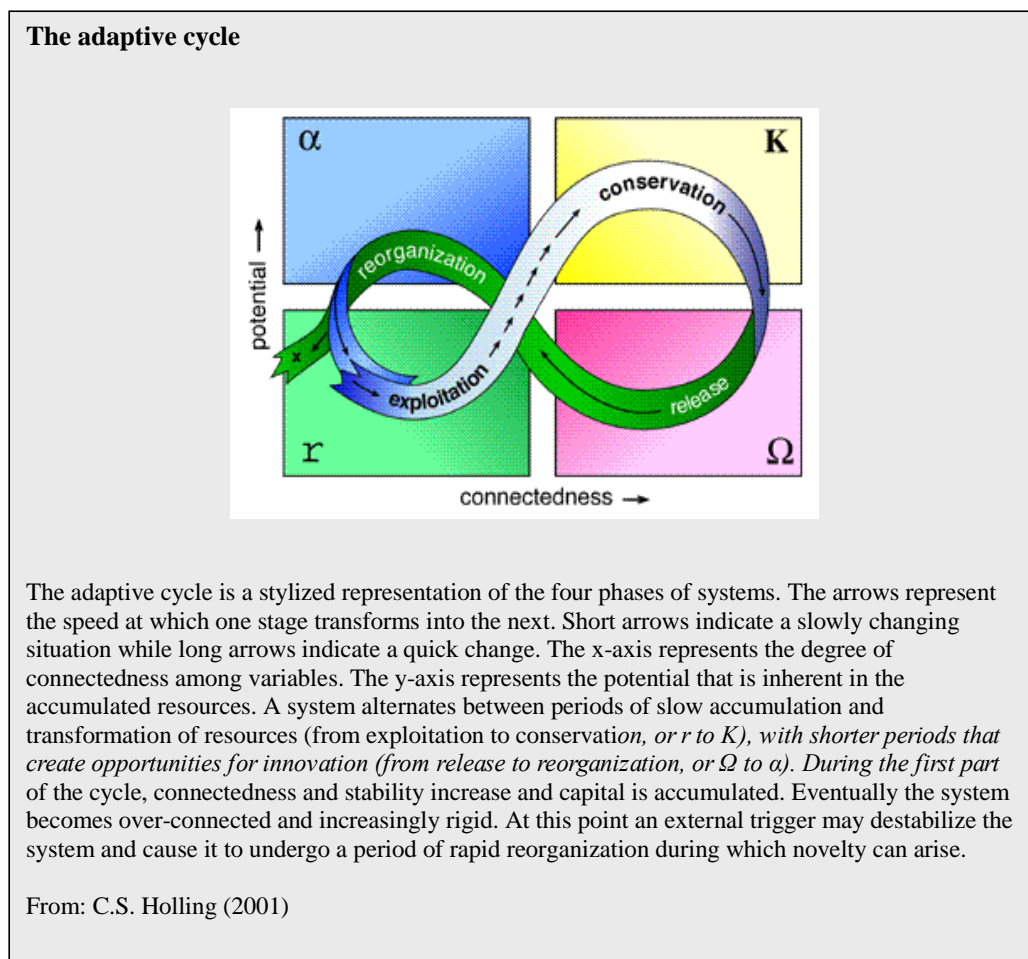 The adaptive cycle
α
K
conservation
reorganization
potential
x
exploitation
release
r
Ω
connectedness
The adaptive cycle is a stylized representation of the four phases of systems. The arrows represent
the speed at which one stage transforms into the next. Short arrows indicate a slowly changing
situation while long arrows indicate a quick change. The x-axis represents the degree of
connectedness among variables. The y-axis represents the potential that is inherent in the
accumulated resources. A system alternates between periods of slow accumulation and
transformation of resources (from exploitation to conservation, or r to K), with shorter periods that
create opportunities for innovation (from release to reorganization, or Ω to α). During the first part
of the cycle, connectedness and stability increase and capital is accumulated. Eventually the system
becomes over-connected and increasingly rigid. At this point an external trigger may destabilize the
system and cause it to undergo a period of rapid reorganization during which novelty can arise.
From: C.S. Holling (2001)